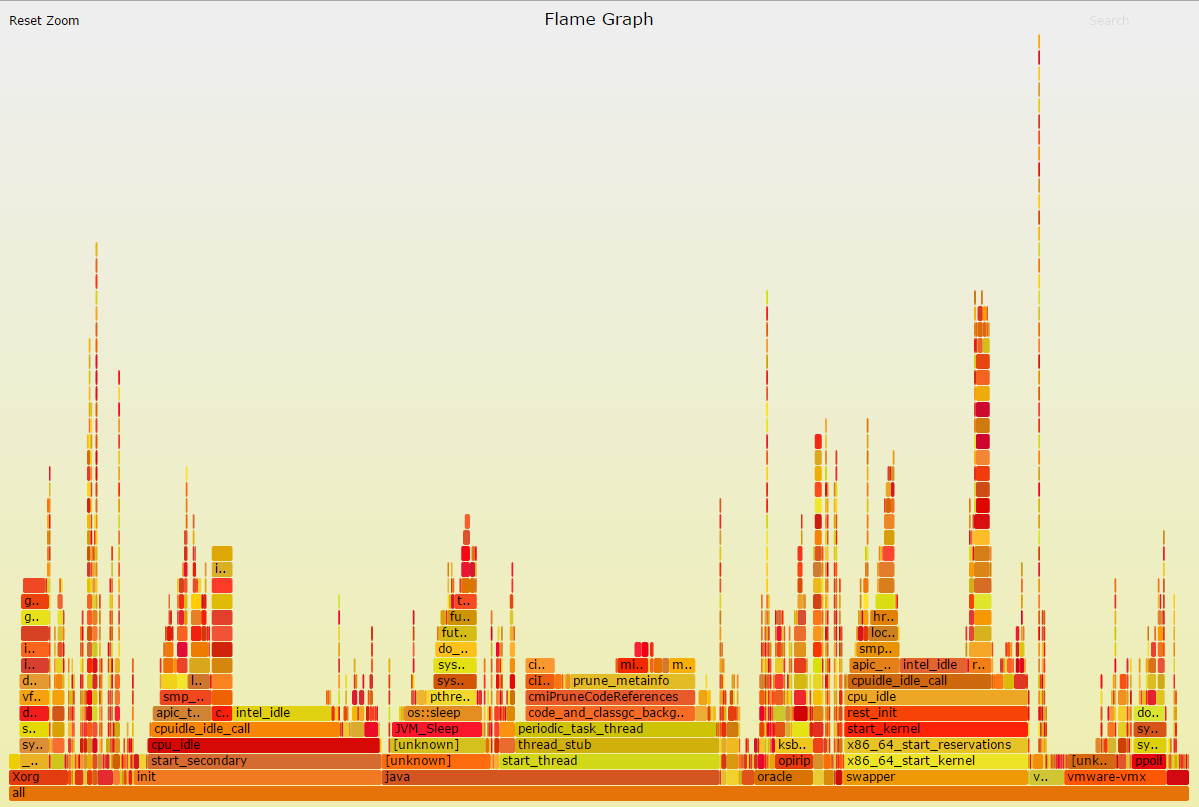 Reset Zoom Flame Graph Search
i..
g.. t..
g.. fu.. hr..
fut.. loc..
i.. do_.. smp..
i.. sys.. ci.. mi.. m.. apic_.. intel_idle r..
d.. l.. sys.. ciI.. prune_metainfo cpuidle_idle_call
vf.. smp_.. pthre.. cmiPruneCodeReferences cpu_idle
d.. apic_t.. c.. intel_idle os::sleep code_and_classgc_backg.. rest_init do..
s.. cpuidle_idle_call JVM_Sleep periodic_task_thread start_kernel sy..
sy.. cpu_idle [unknown] thread_stub ksb.. x86_64_start_reservations sy..
_.. start_secondary [unknown] start_thread opirip x86_64_start_kernel [unk.. ppoll
Xorg init java oracle swapper v.. vmware-vmx
all